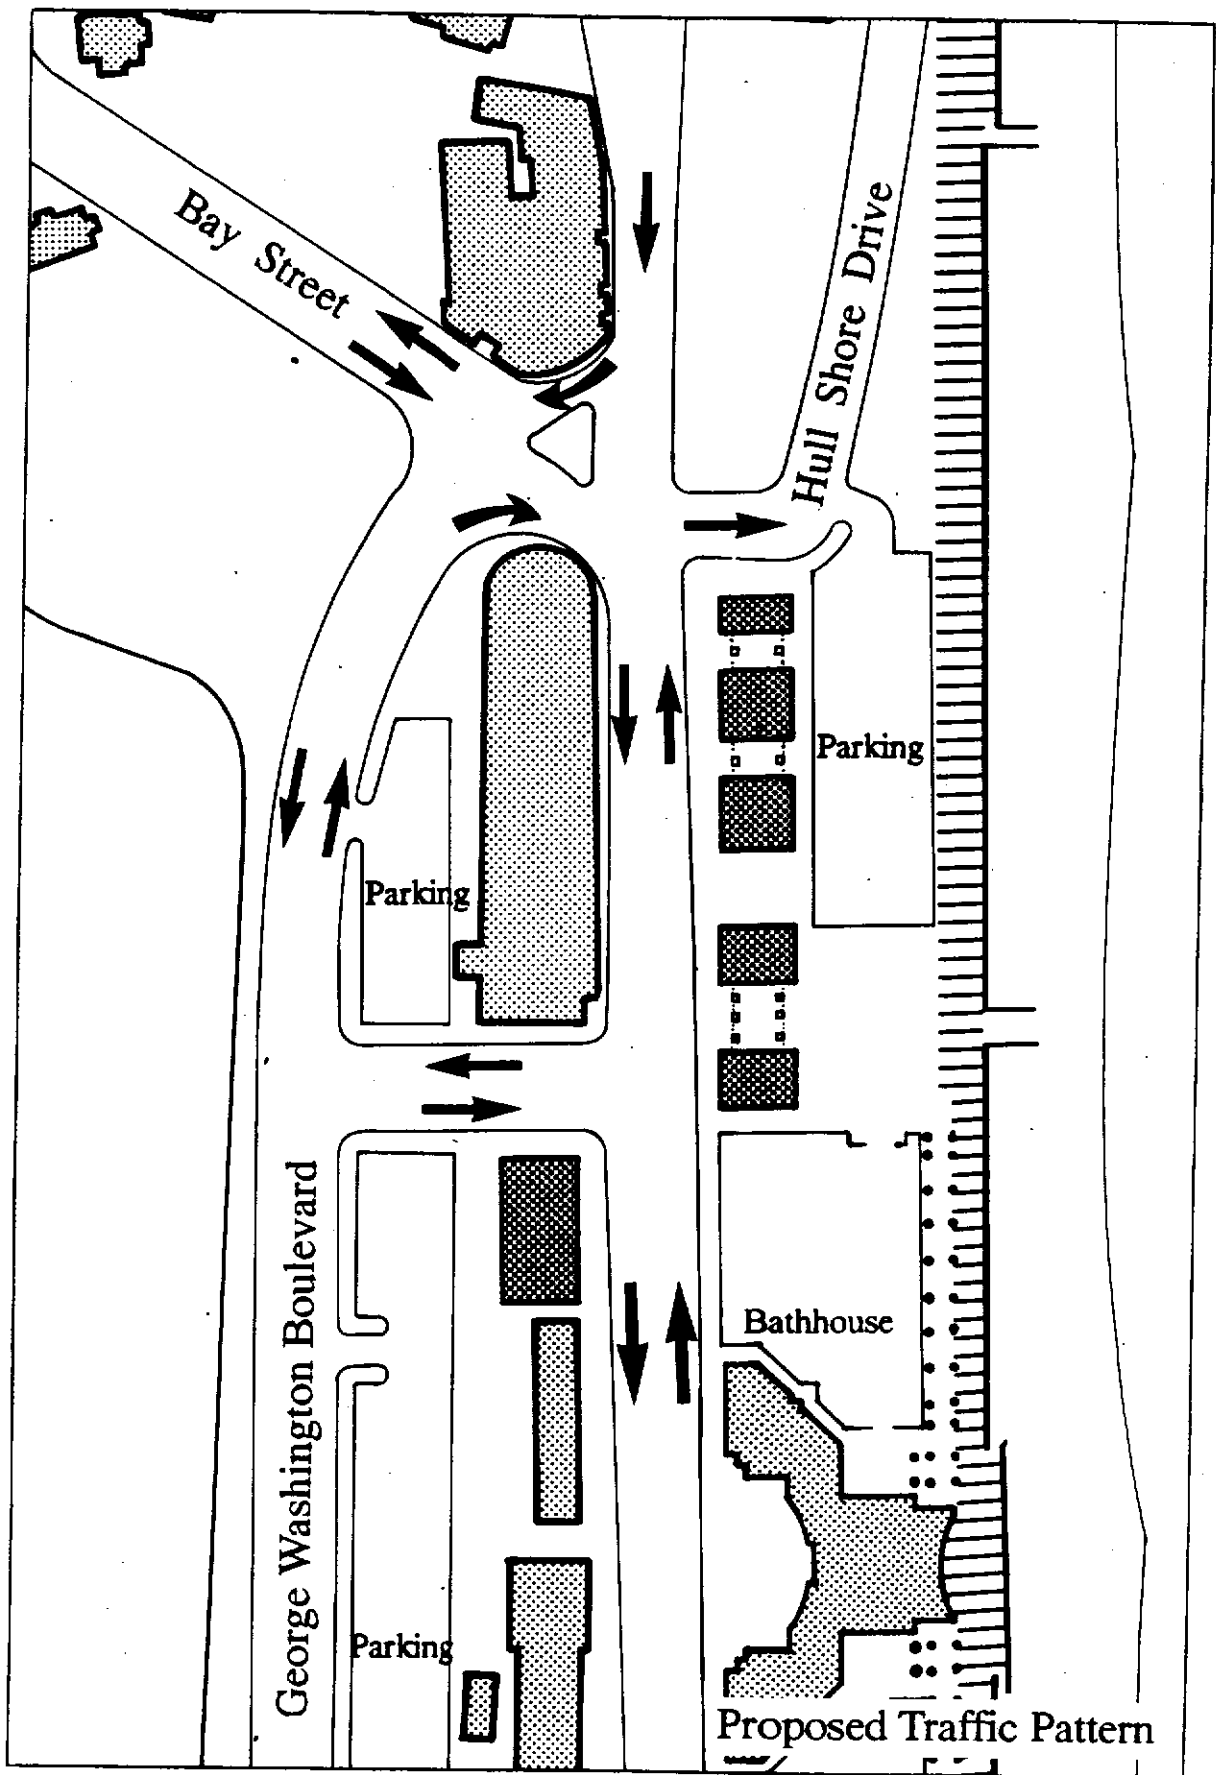 Bay Street
Hull Shore Drive
Parking
Parking
George Washington Boulevard
Bathhouse
Parking
Proposed Traffic Pattern